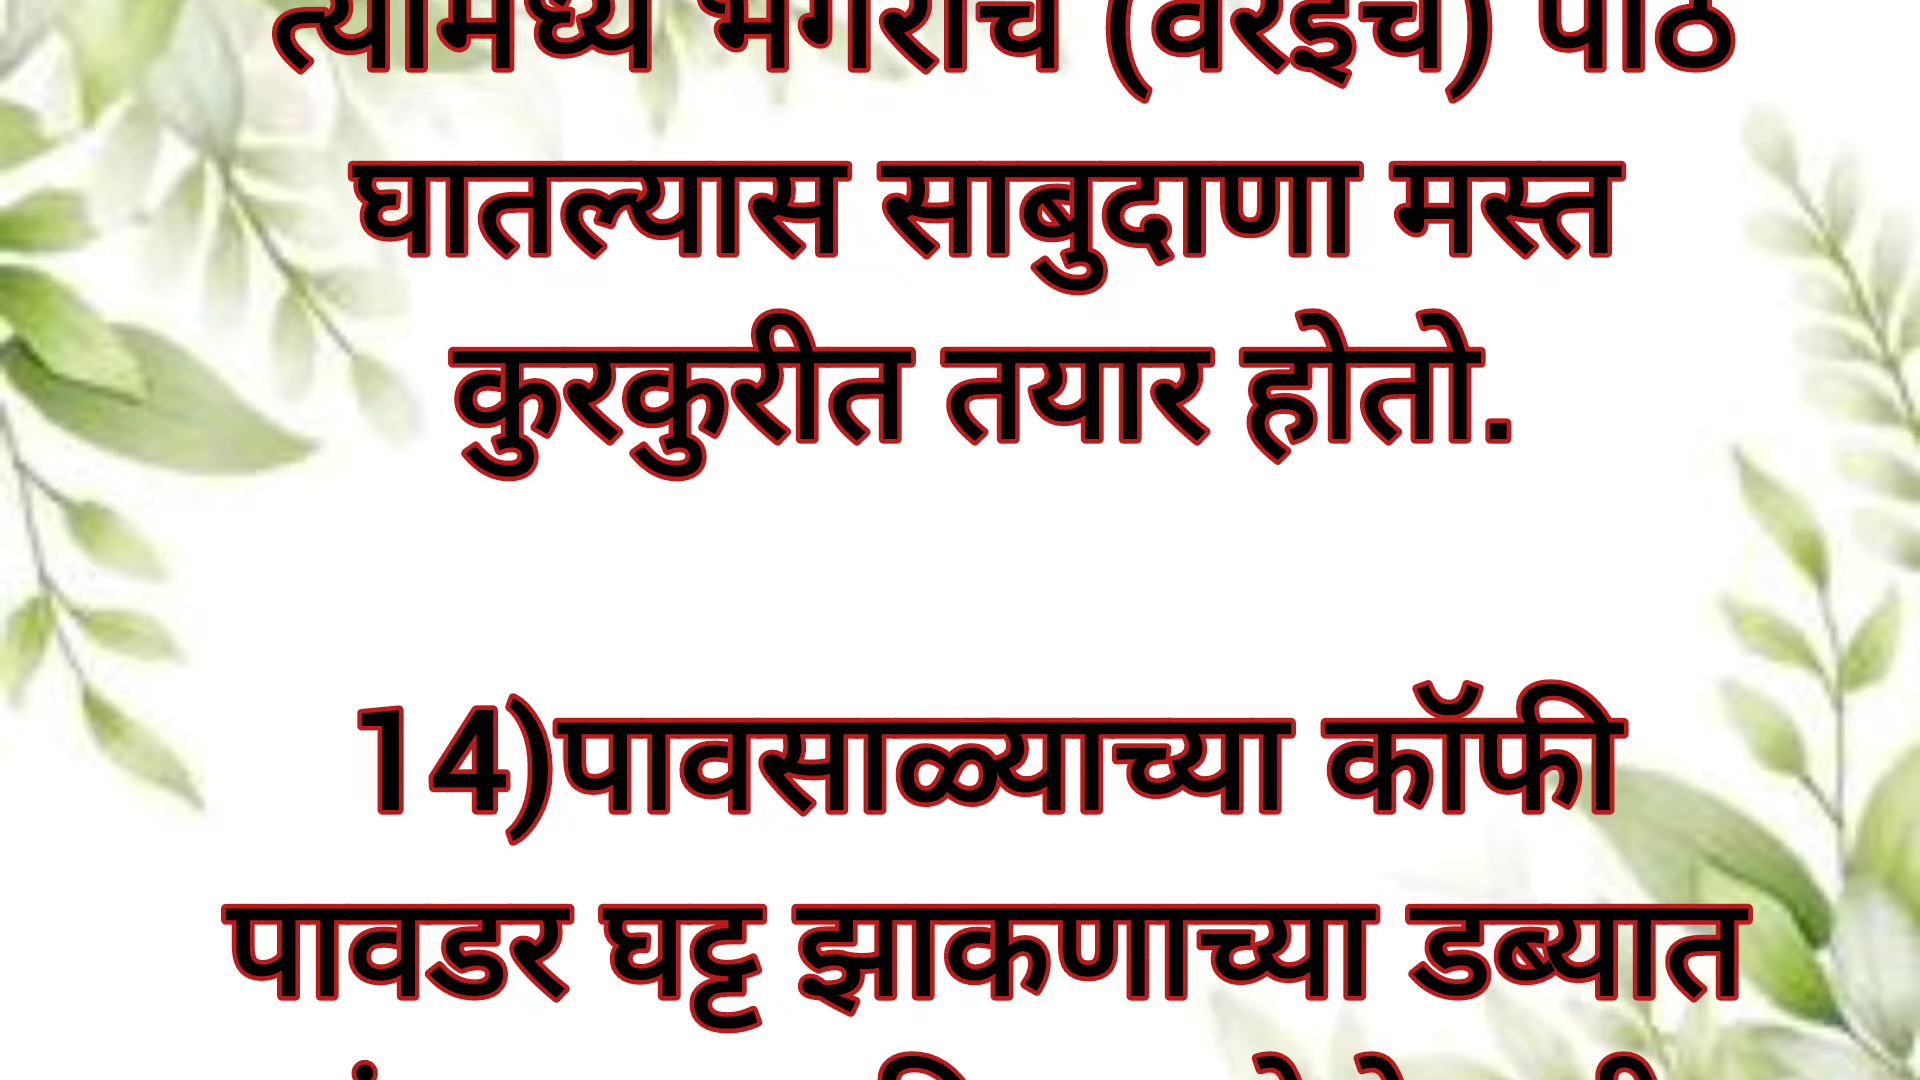 त्यामध्ये भगरीचे (वरईचे) पीठ
घातल्यास साबुदाणा मस्त
कुरकुरीत तयार होतो.
14)पावसाळ्याच्या कॉफी
पावडर घट्ट झाकणाच्या डब्यात